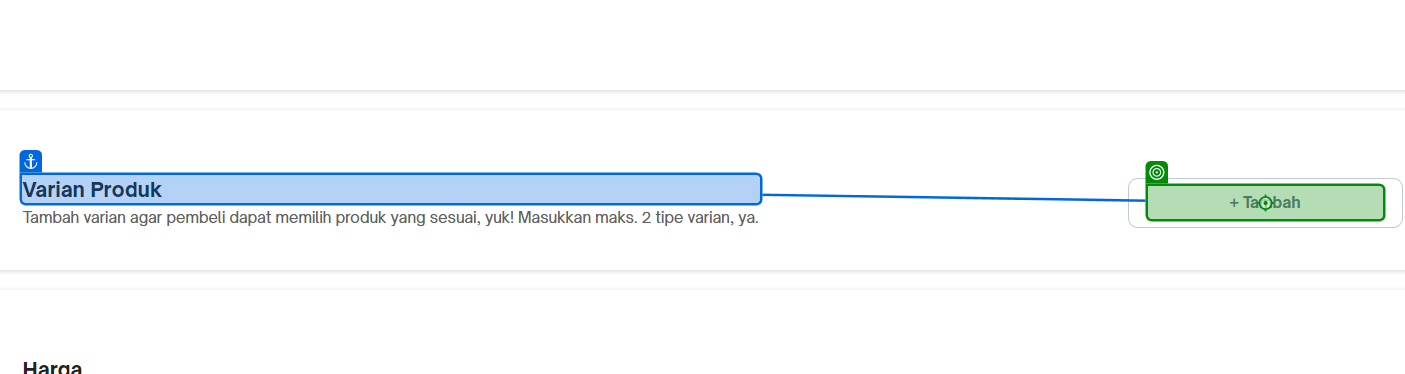 Varian Produk
Tambah varian agar pembeli dapat memilih produk yang sesuai, yuk! Masukkan maks. 2 tipe varian, ya.
+ Tambah
Harga